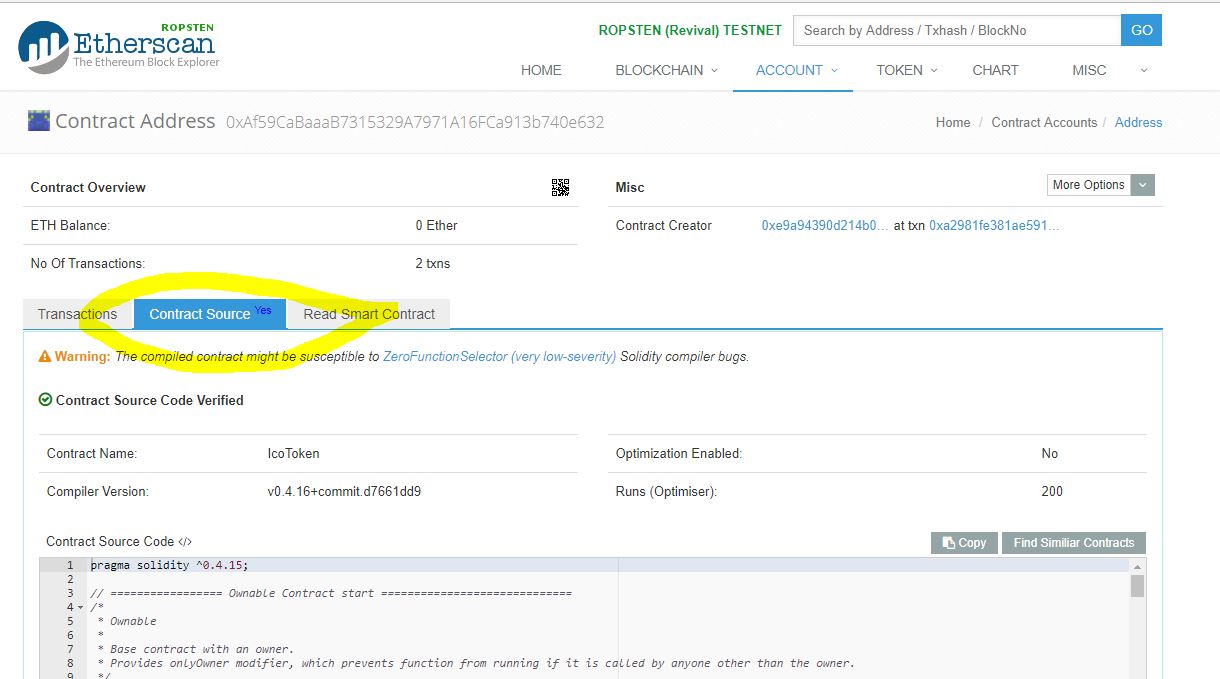 ROPSTEN
Etherscan
The Ethereum Block Explorer
ROPSTEN (Revival) TESTNET
Search by Address / Txhash / BlockNo
GO
HOME BLOCKCHAIN ACCOUNT TOKEN CHART MISC
Contract Address 0xAf59CaBaaaB7315329A7971A16FCa913b740e632
Home / Contract Accounts / Address
Contract Overview
Misc
More Options
ETH Balance: 0 Ether
Contract Creator 0xe9a94390d214b0... at txn 0xa2981fe381ae591...
No Of Transactions: 2 txns
Transactions Contract Source Yes Read Smart Contract
Warning: The compiled contract might be susceptible to ZeroFunctionSelector (very low-severity) Solidity compiler bugs.
Contract Source Code Verified
Contract Name: IcoToken
Optimization Enabled: No
Compiler Version: v0.4.16+commit.d7661dd9
Runs (Optimiser): 200
Contract Source Code </>
Copy Find Similiar Contracts
1 pragma solidity ^0.4.15;
2
3 // ================= Ownable Contract start =============================
4 /*
5 * Ownable
6 *
7 * Base contract with an owner.
8 * Provides onlyOwner modifier, which prevents function from running if it is called by anyone other than the owner.
9 */